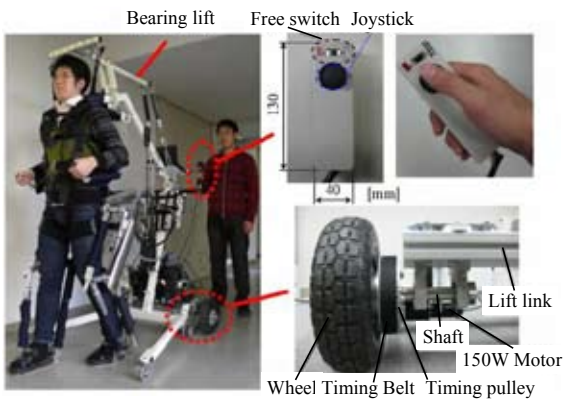 Bearing lift
Free switch Joystick
130
40 [mm]
Lift link
Shaft
150W Motor
Wheel Timing Belt Timing pulley